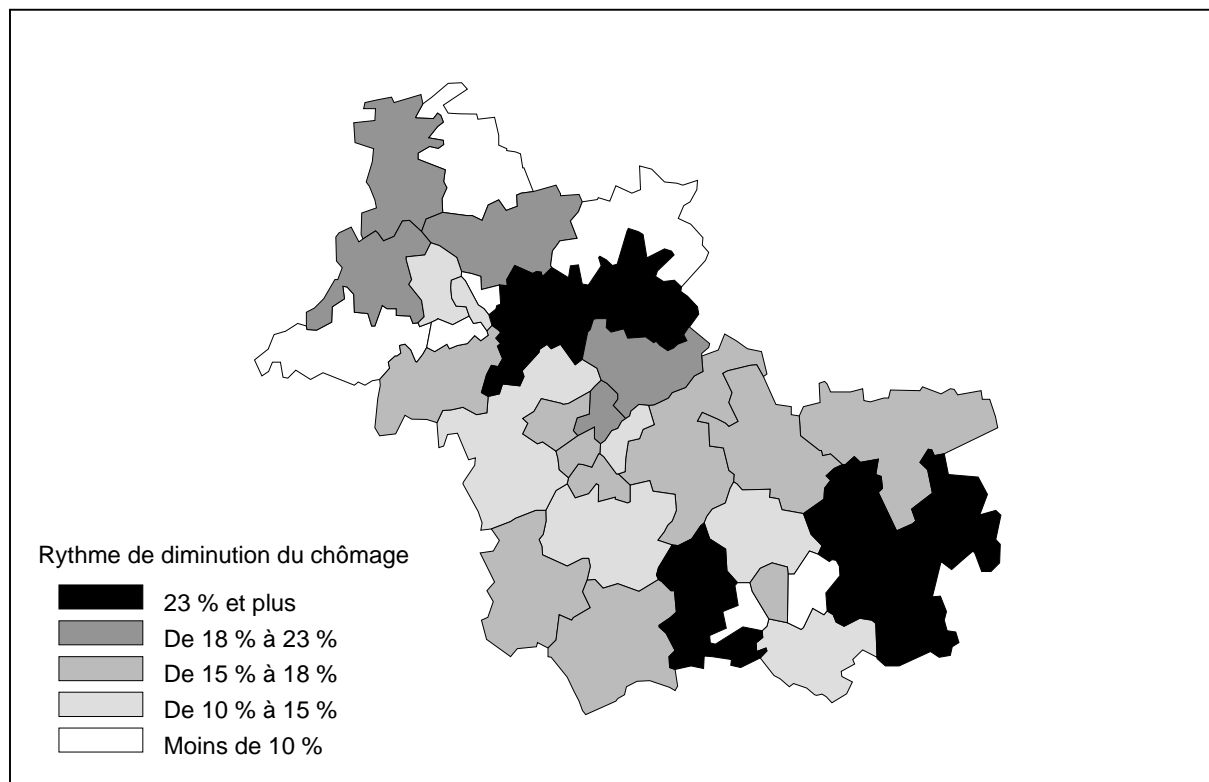 Rythme de diminution du chômage
23 % et plus
De 18 % à 23 %
De 15 % à 18 %
De 10 % à 15 %
Moins de 10 %